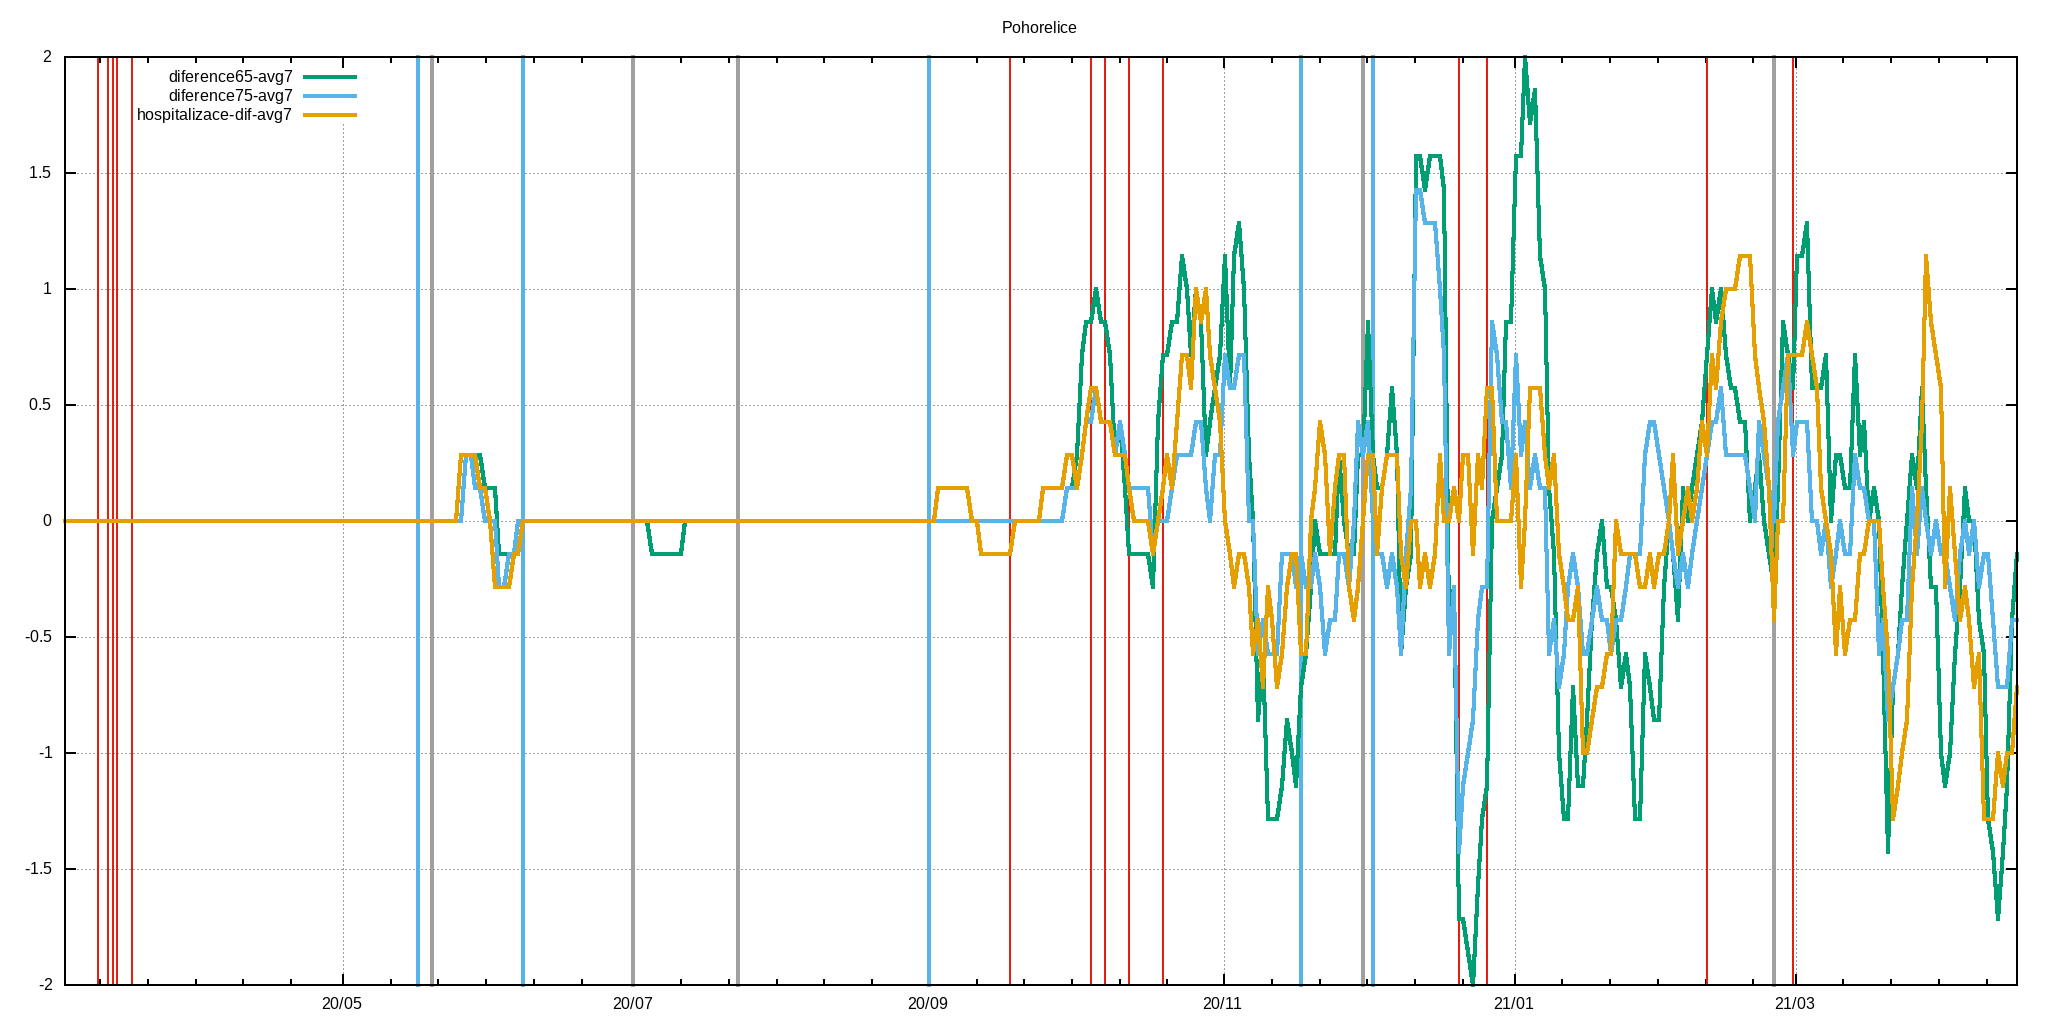 Pohorelice
diference65-avg7
diference75-avg7
hospitalizace-dif-avg7
2
1.5
1
0.5
0
-0.5
-1
-1.5
-2
20/05 20/07 20/09 20/11 21/01 21/03